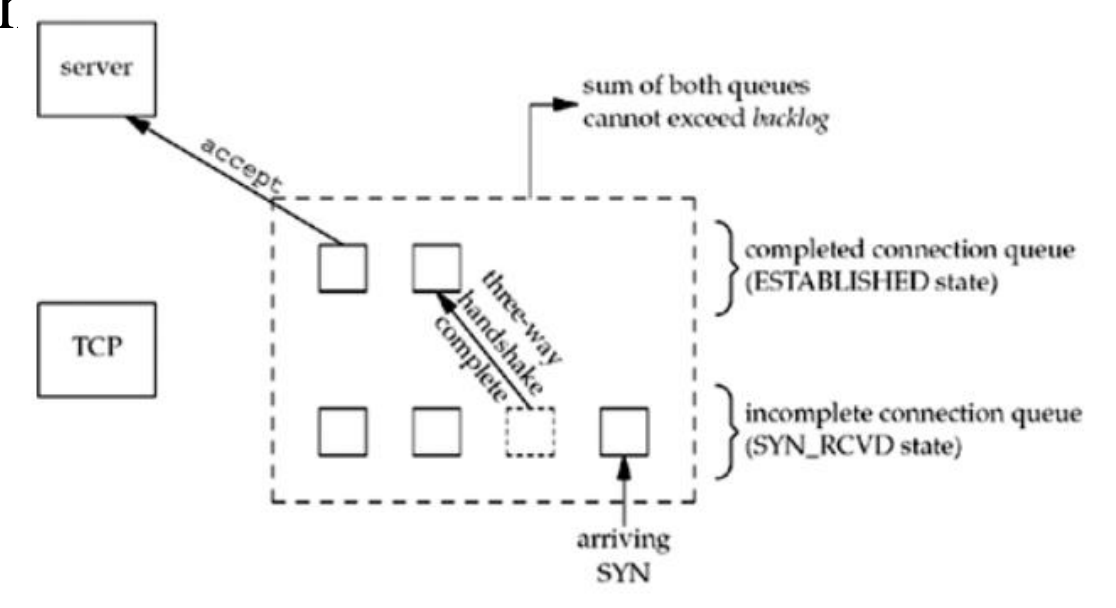 server
sum of both queues
cannot exceed backlog
accept
completed connection queue
(ESTABLISHED state)
three-way
handshake
complete
TCP
incomplete connection queue
(SYN_RCVD state)
arriving
SYN